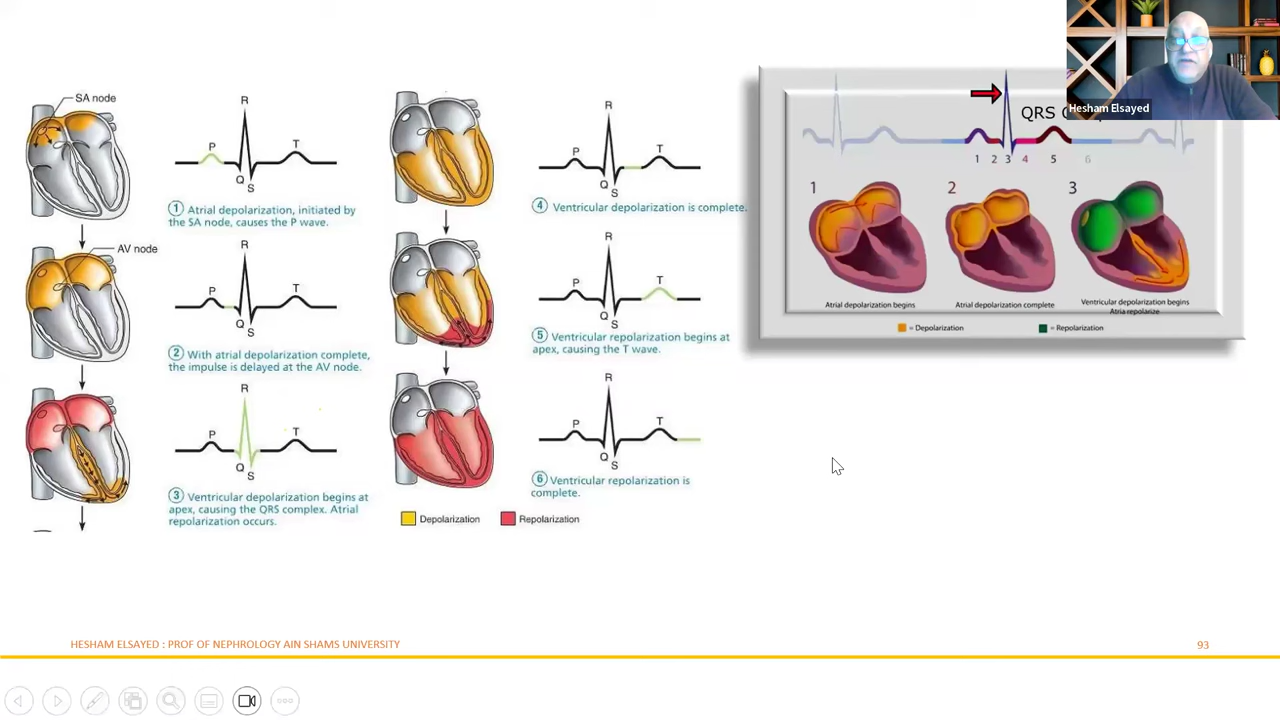 SA node
R
P
T
Q
S
① Atrial depolarization, initiated by
the SA node, causes the P wave.
AV node
R
P
T
Q
S
② With atrial depolarization complete,
the impulse is delayed at the AV node.
R
P
T
Q
S
③ Ventricular depolarization begins at
apex, causing the QRS complex. Atrial
repolarization occurs.
R
P
T
Q
S
④ Ventricular depolarization is complete.
R
P
T
Q
S
⑤ Ventricular repolarization begins at
apex, causing the T wave.
R
P
T
Q
S
⑥ Ventricular repolarization is
complete.
Depolarization Repolarization
Hesham Elsayed
QRS
1 2 3 4 5 6
1 2 3
Atrial depolarization begins
Atrial depolarization complete
Ventricular depolarization begins
Atria repolarize
= Depolarization = Repolarization
HESHAM ELSAYED : PROF OF NEPHROLOGY AIN SHAMS UNIVERSITY
93